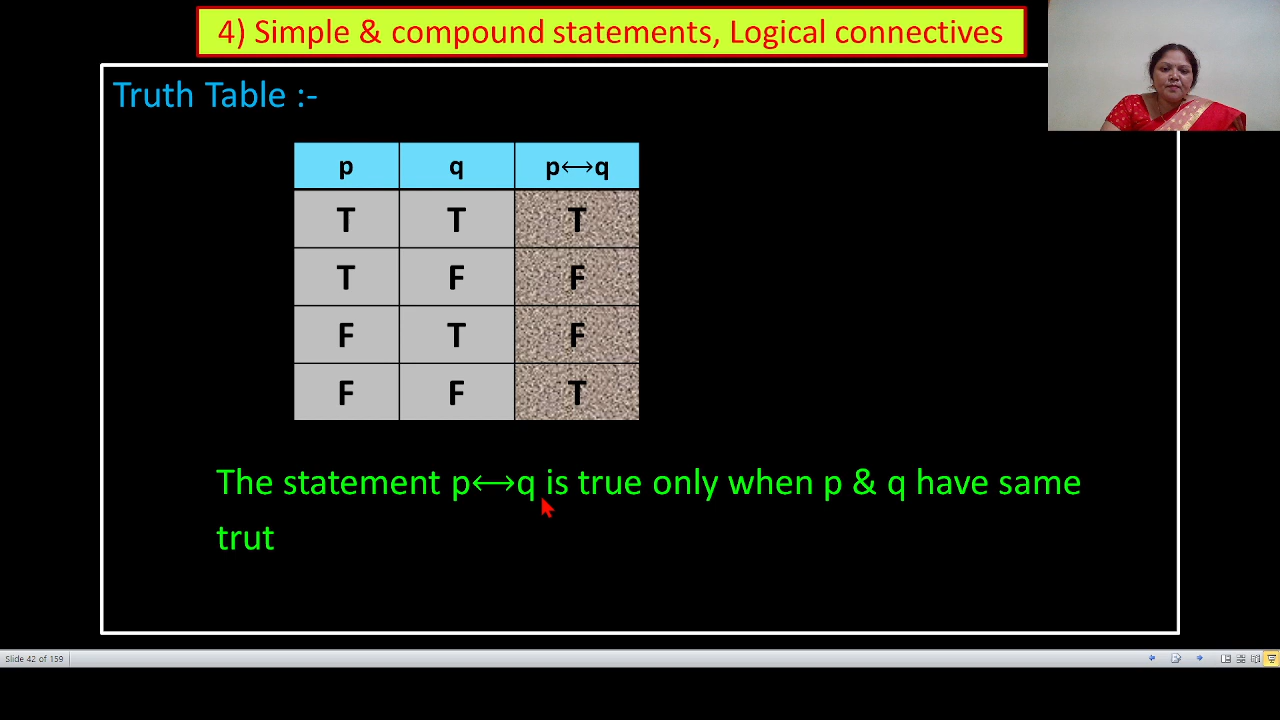 4) Simple & compound statements, Logical connectives
Truth Table :-
p q p⟷q
T T T
T F F
F T F
F F T
The statement p⟷q is true only when p & q have same
trut
Slide 42 of 159